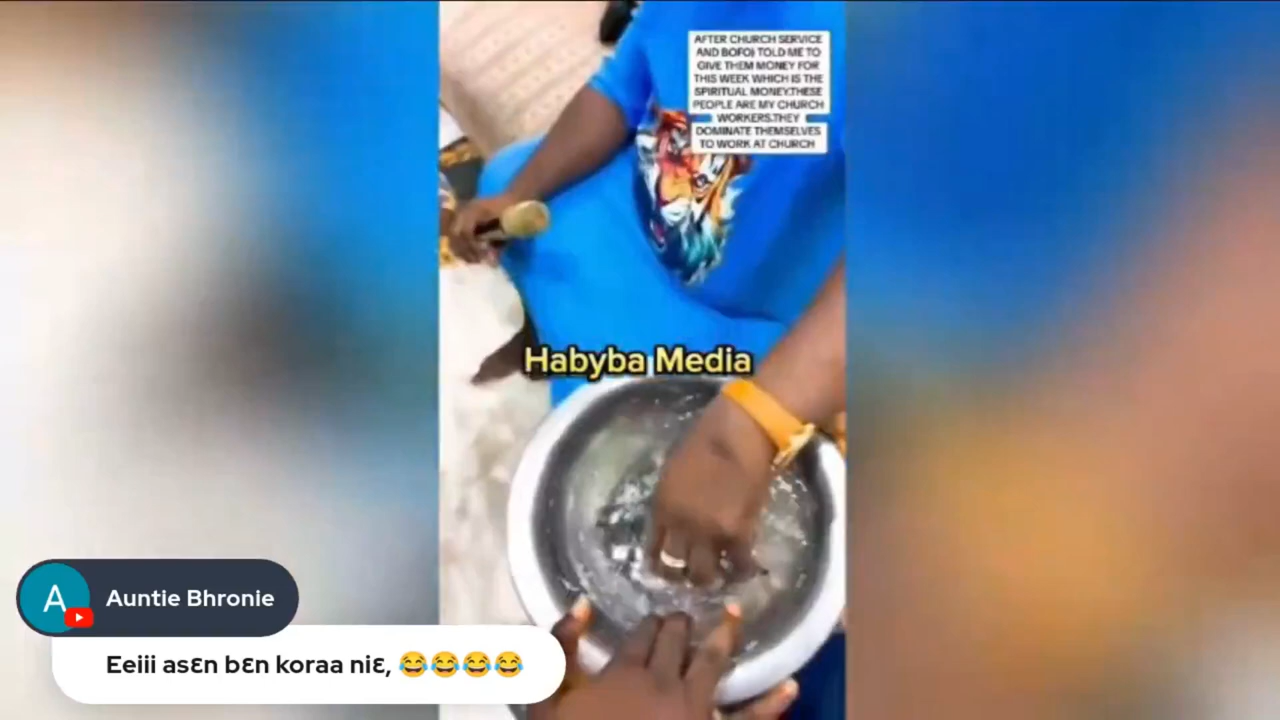 AFTER CHURCH SERVICE
AND BOFO) TOLD ME TO
GIVE THEM MONEY FOR
THIS WEEK WHICH IS THE
SPIRITUAL MONEY.THESE
PEOPLE ARE MY CHURCH
WORKERS.THEY
DOMINATE THEMSELVES
TO WORK AT CHURCH
Habyba Media
A
Auntie Bhronie
Eeiii asɛn bɛn koraa niɛ, 😂😂😂😂